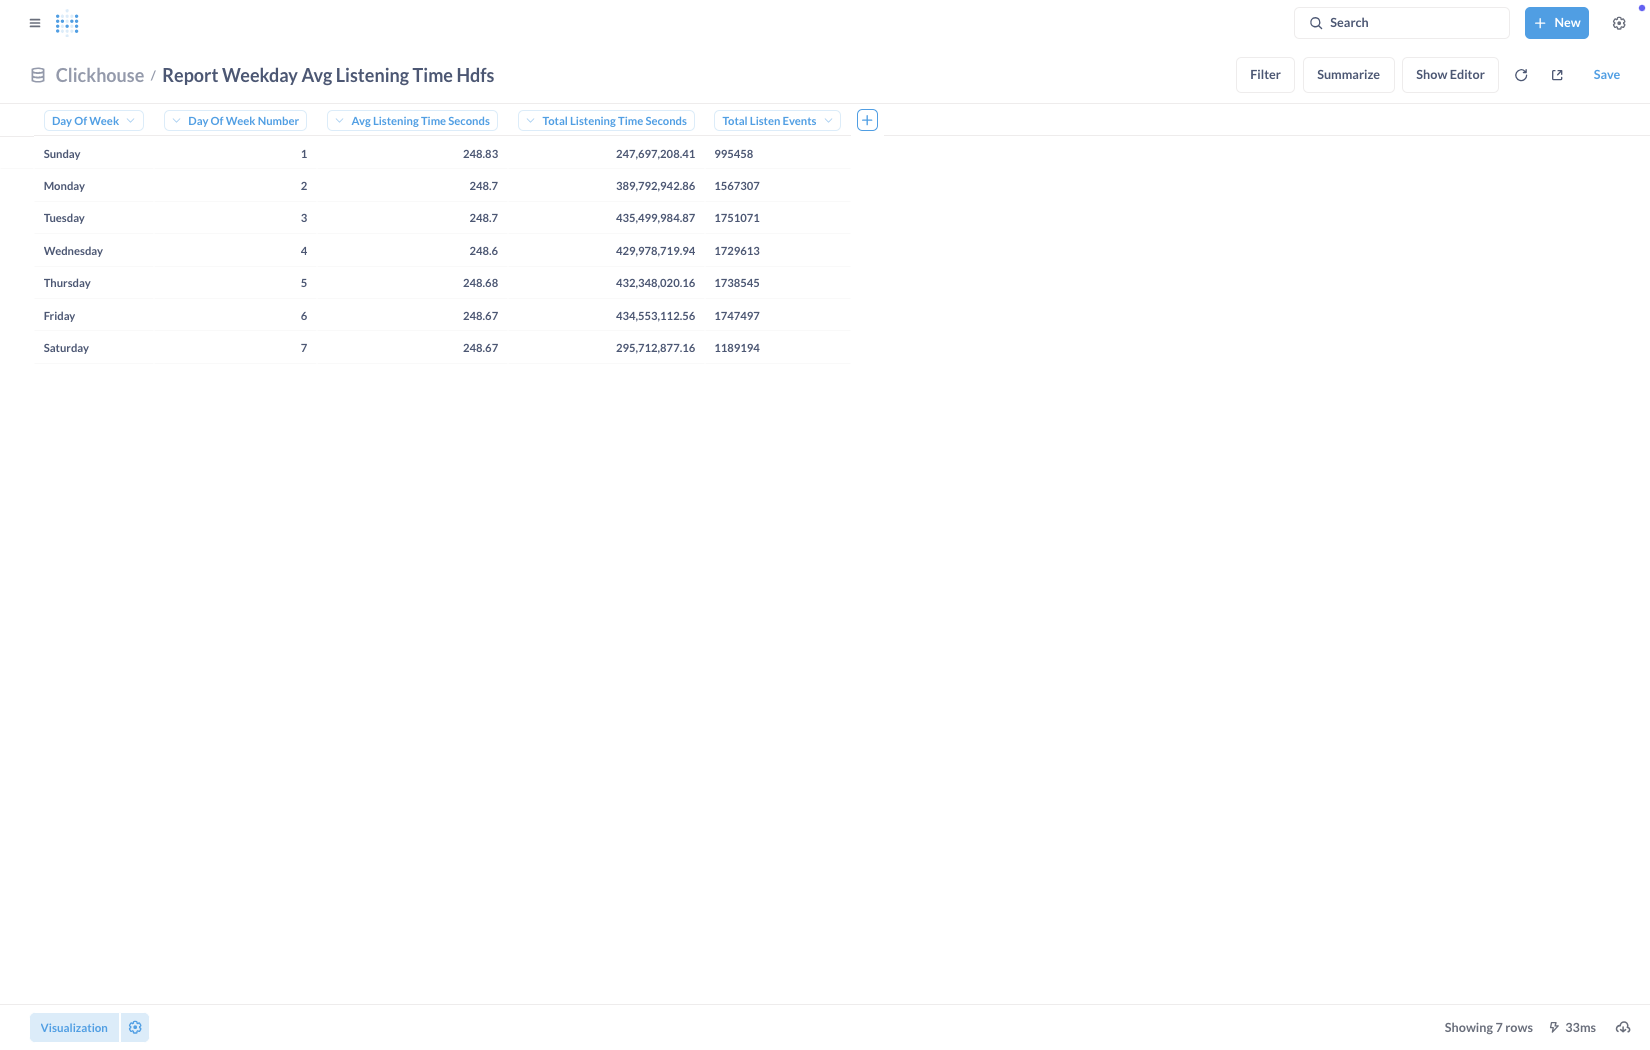 Search
New
Clickhouse / Report Weekday Avg Listening Time Hdfs
Filter
Summarize
Show Editor
Save
Day Of Week Day Of Week Number Avg Listening Time Seconds Total Listening Time Seconds Total Listen Events
Sunday 1 248.83 247,697,208.41 995458
Monday 2 248.7 389,792,942.86 1567307
Tuesday 3 248.7 435,499,984.87 1751071
Wednesday 4 248.6 429,978,719.94 1729613
Thursday 5 248.68 432,348,020.16 1738545
Friday 6 248.67 434,553,112.56 1747497
Saturday 7 248.67 295,712,877.16 1189194
Visualization
Showing 7 rows
33ms